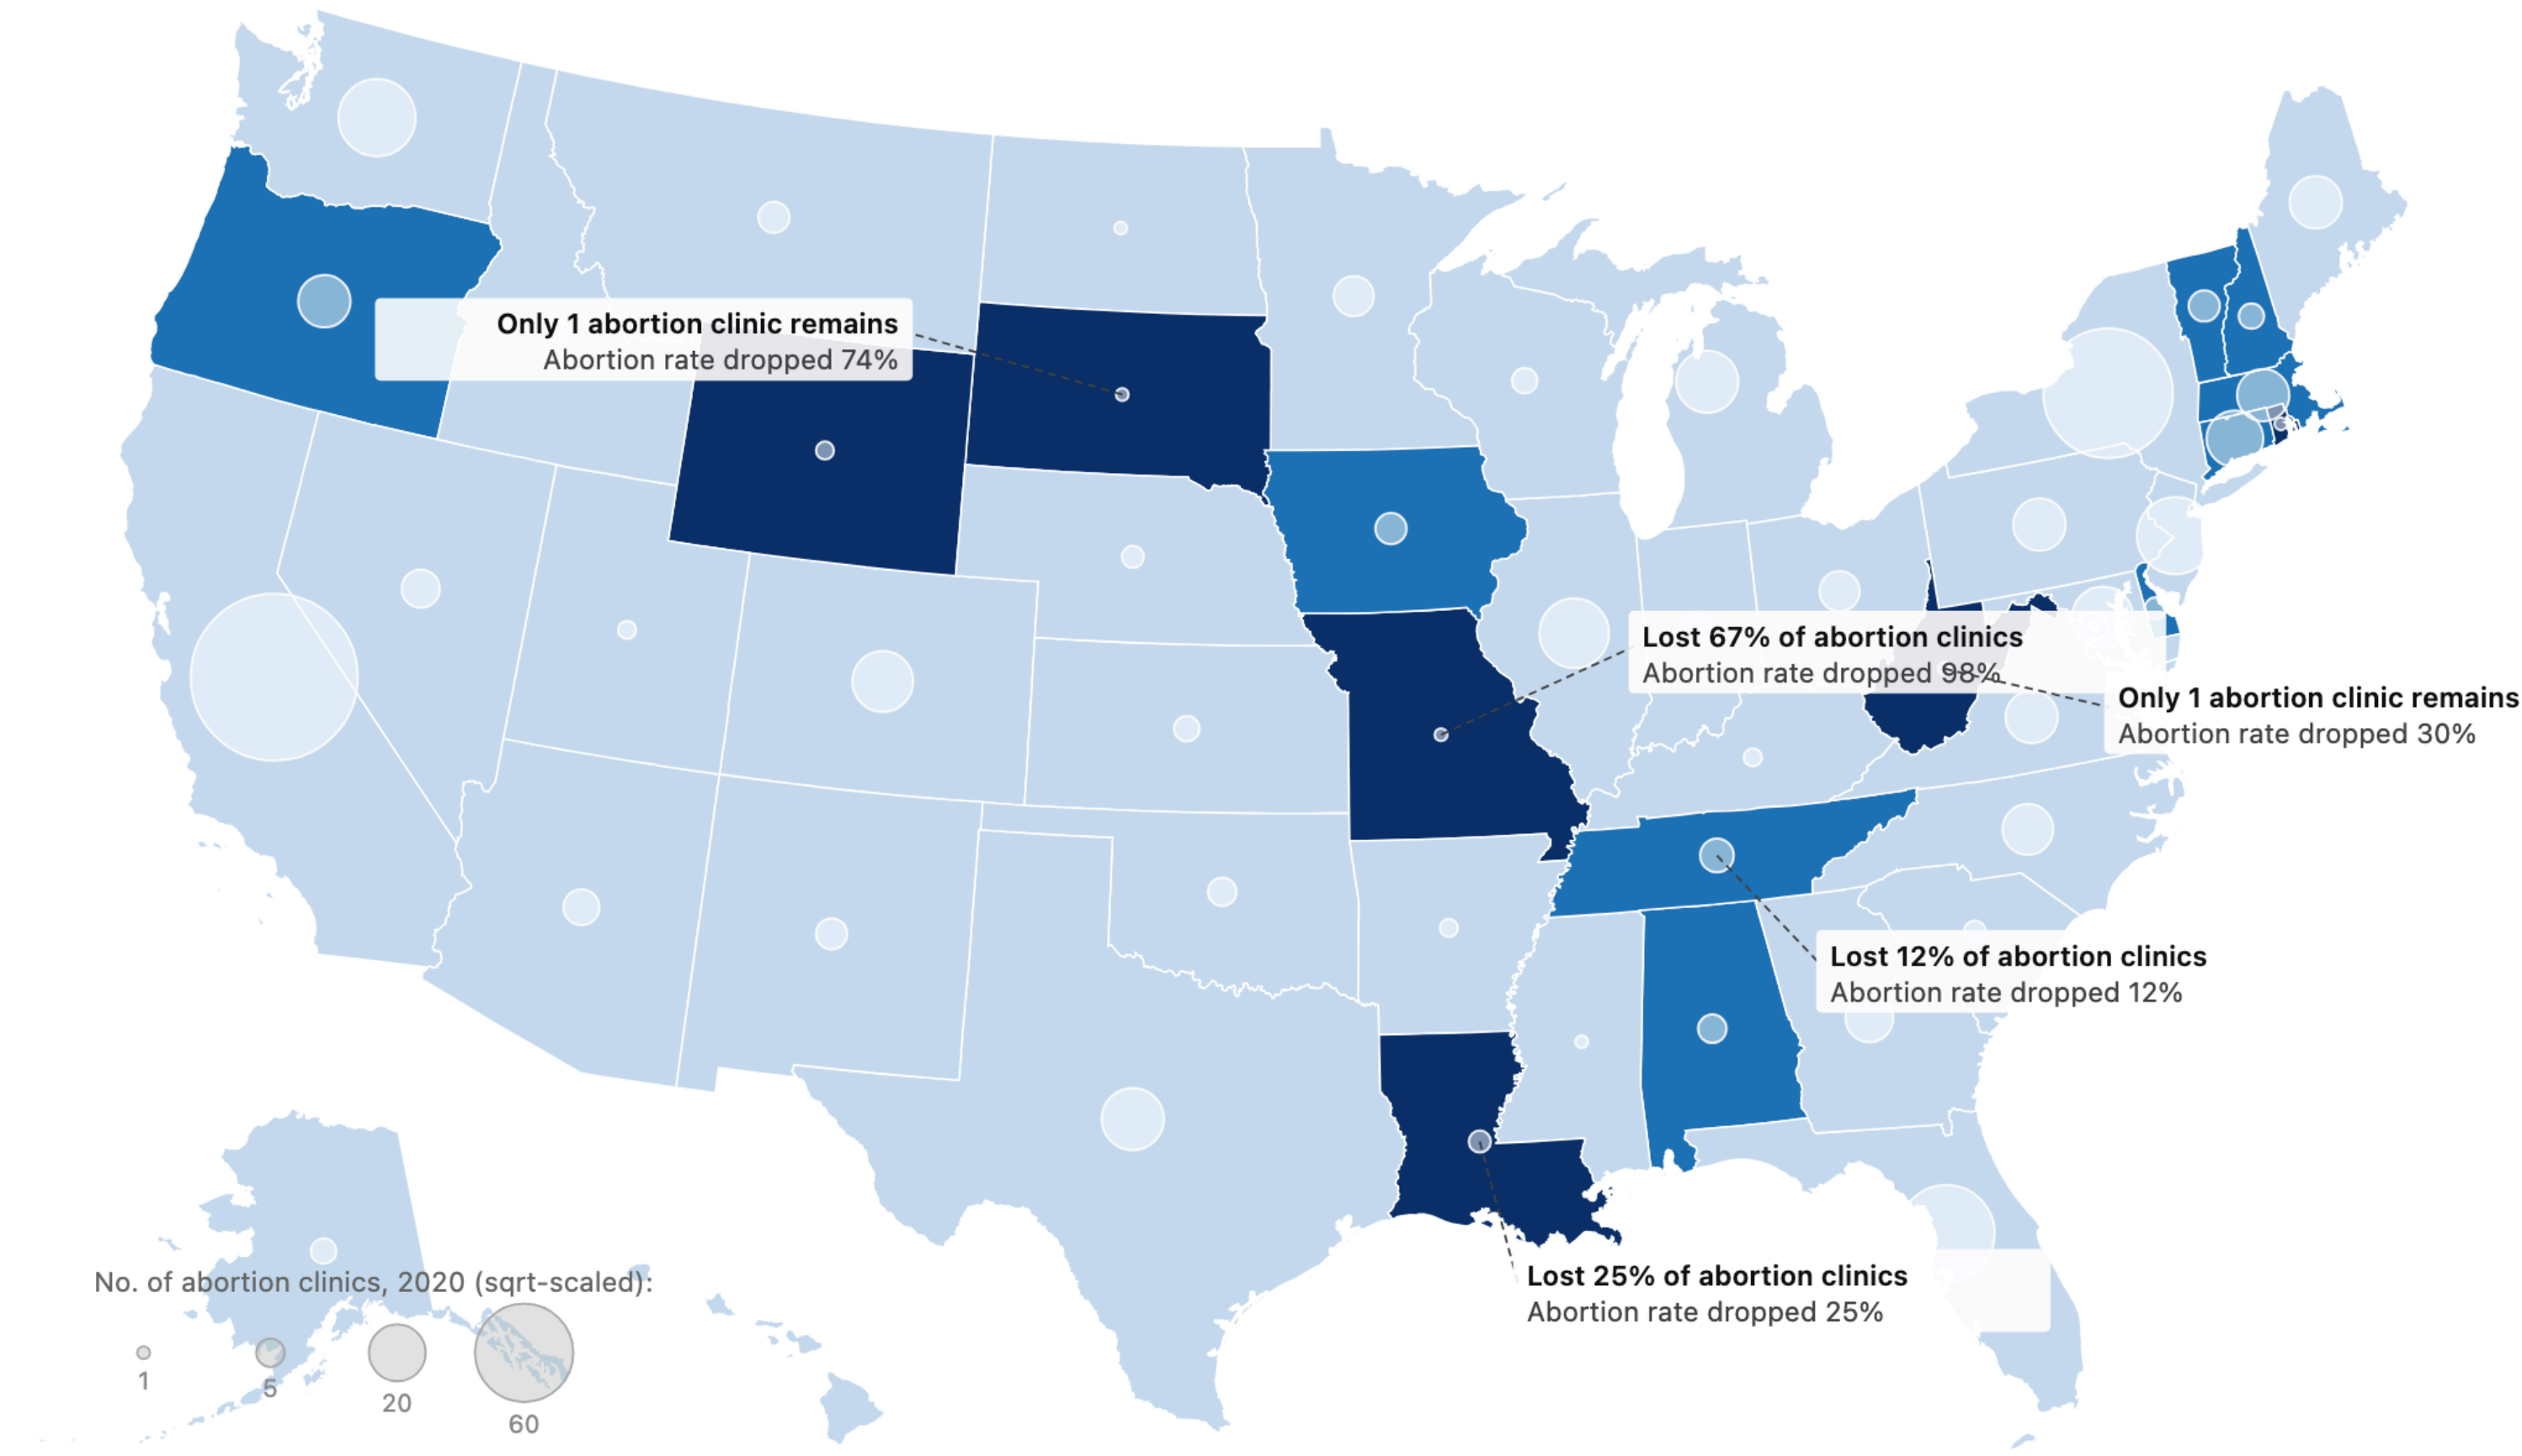 Only 1 abortion clinic remains
Abortion rate dropped 74%
Lost 67% of abortion clinics
Abortion rate dropped 98%
Only 1 abortion clinic remains
Abortion rate dropped 30%
Lost 12% of abortion clinics
Abortion rate dropped 12%
Lost 25% of abortion clinics
Abortion rate dropped 25%
No. of abortion clinics, 2020 (sqrt-scaled):
1
5
20
60